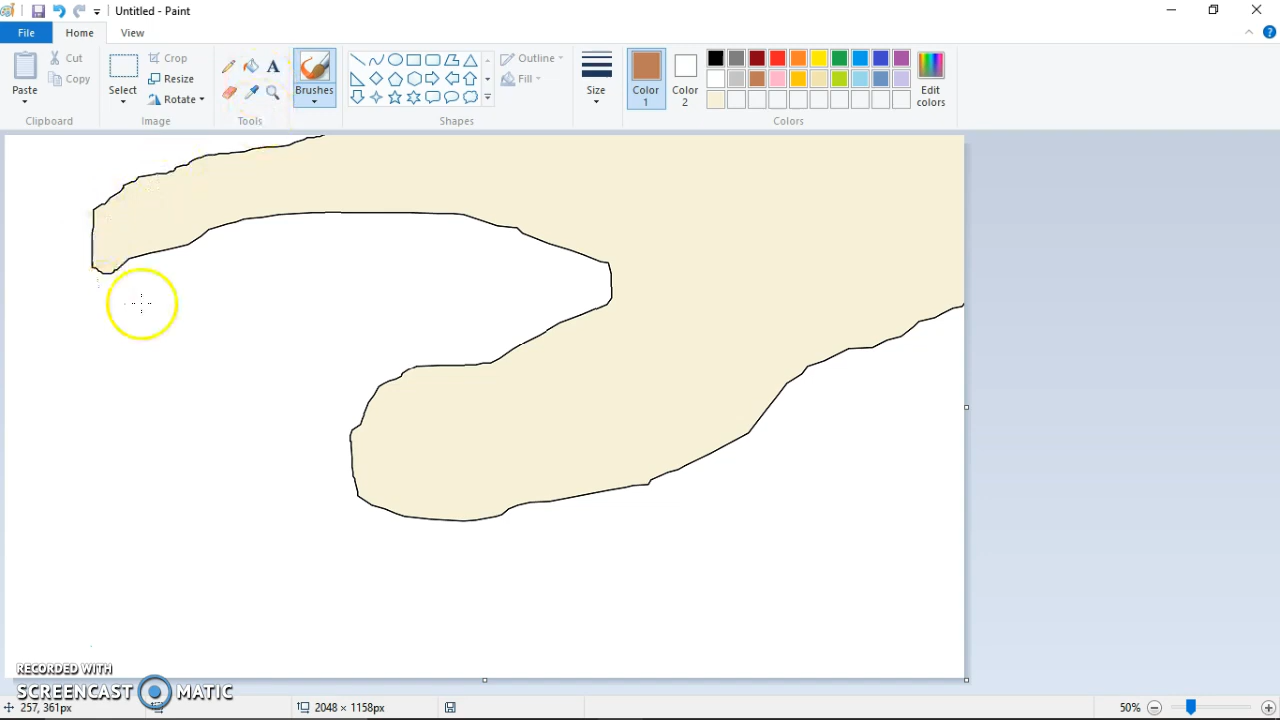 Untitled - Paint
File
Home
View
Paste
Cut
Copy
Clipboard
Select
Crop
Resize
Rotate
Image
A
Tools
Brushes
Outline
Fill
Shapes
Size
Color
1
Color
2
Edit
colors
Colors
RECORDED WITH
SCREENCAST MATIC
257, 361px
2048 × 1158px
50%